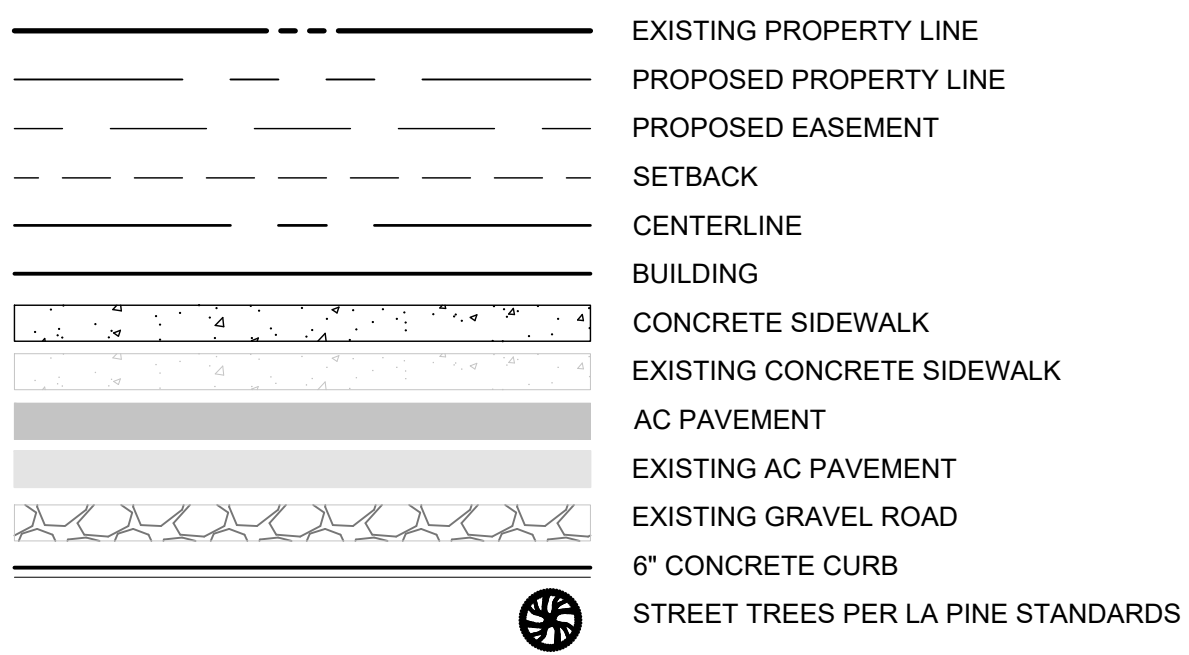 EXISTING PROPERTY LINE
PROPOSED PROPERTY LINE
PROPOSED EASEMENT
SETBACK
CENTERLINE
BUILDING
CONCRETE SIDEWALK
EXISTING CONCRETE SIDEWALK
AC PAVEMENT
EXISTING AC PAVEMENT
EXISTING GRAVEL ROAD
6" CONCRETE CURB
STREET TREES PER LA PINE STANDARDS